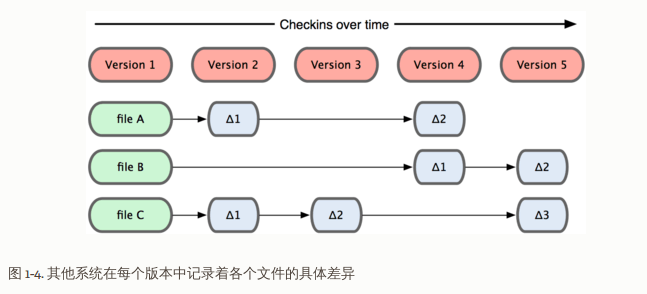 Checkins over time
Version 1 Version 2 Version 3 Version 4 Version 5
file A Δ1 Δ2
file B Δ1 Δ2
file C Δ1 Δ2 Δ3
图 1-4. 其他系统在每个版本中记录着各个文件的具体差异